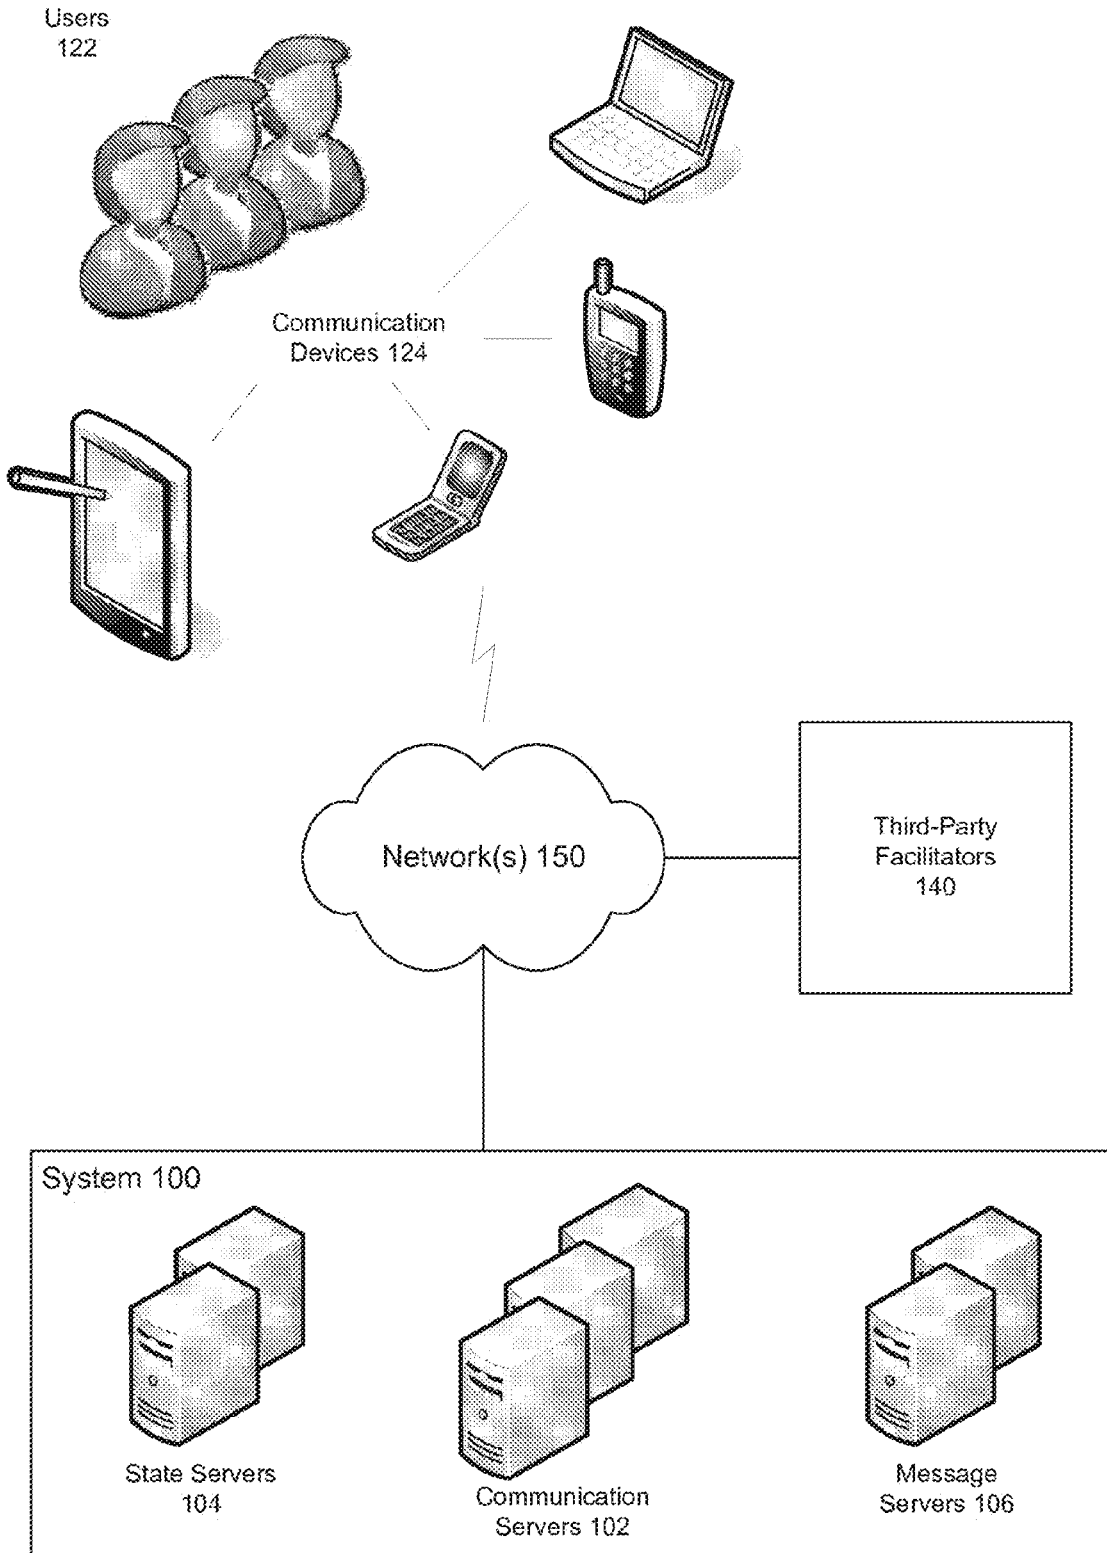 Users
122
Communication
Devices 124
Network(s) 150
Third-Party
Facilitators
140
System 100
State Servers
104
Communication
Servers 102
Message
Servers 106